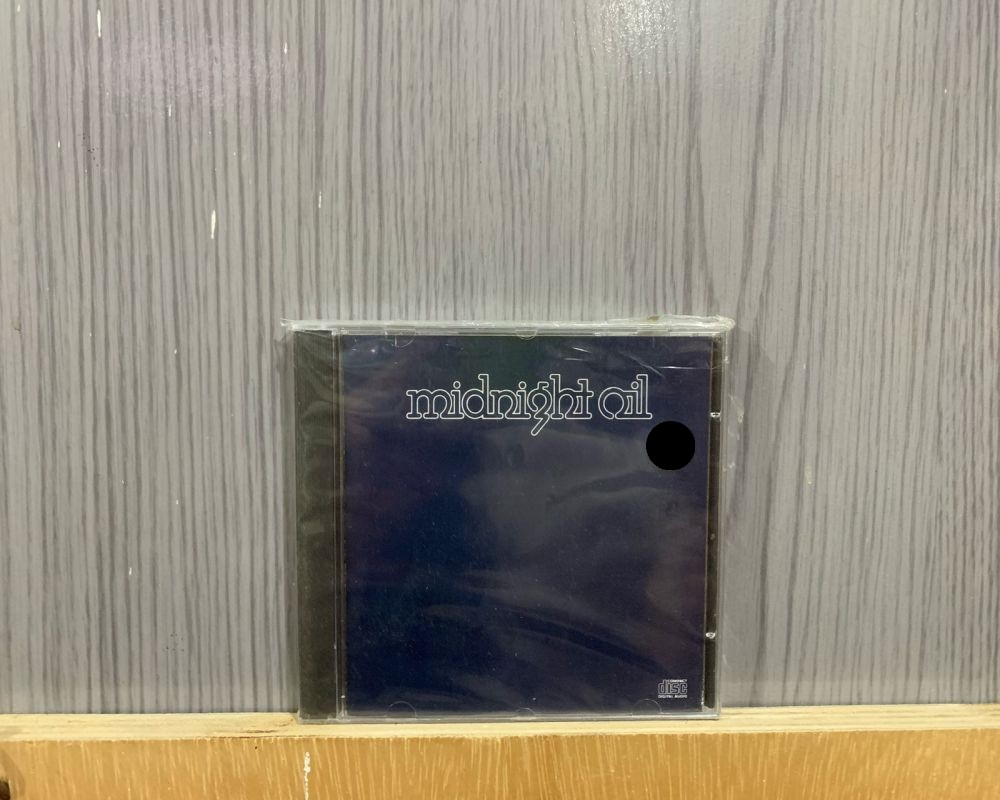 midnight oil
COMPACT
disc
DIGITAL AUDIO